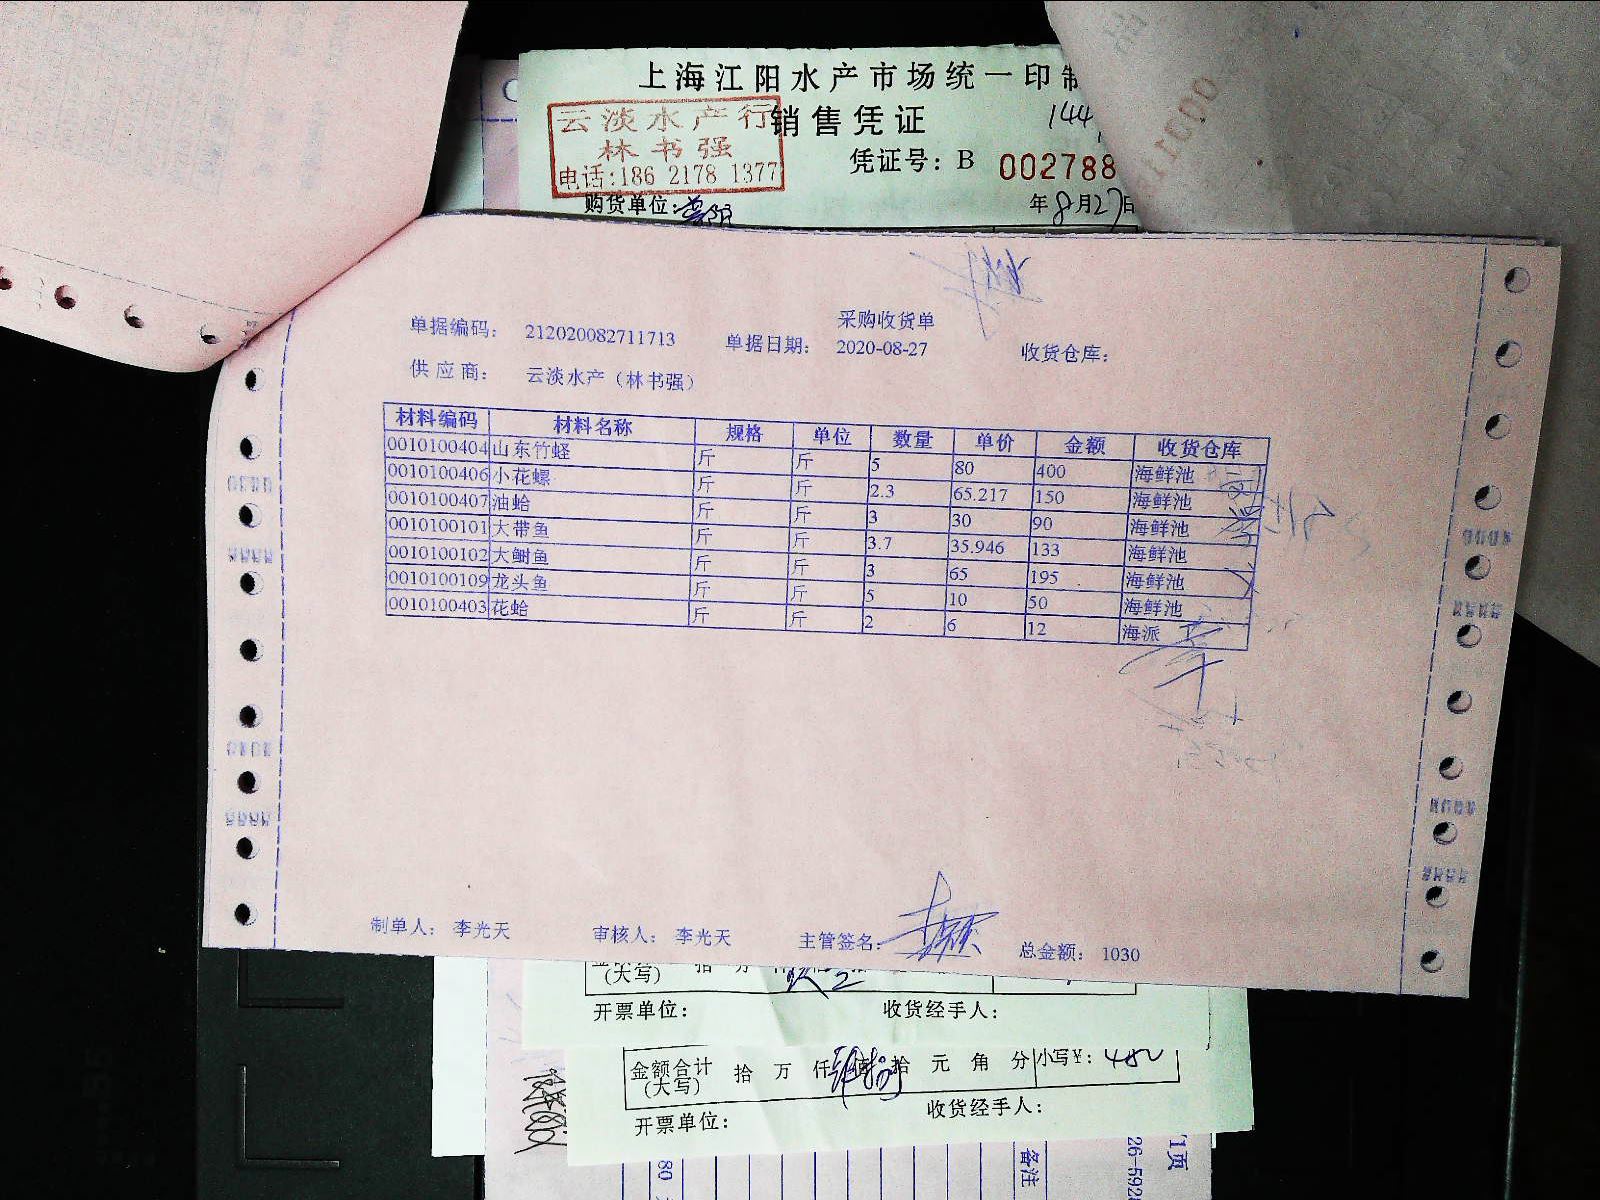 上海江阳水产市场统一印制
云淡水产行
林书强
电话:186 2178 1377
销售凭证
144
凭证号: B 002788
购货单位:
年8月27日
0011100
采购收货单
单据编码: 212020082711713 单据日期: 2020-08-27 收货仓库:
供应商: 云淡水产（林书强）
材料编码 材料名称 规格 单位 数量 单价 金额 收货仓库
0010100404 山东竹蛏 斤 斤 5 80 400 海鲜池
0010100406 小花螺 斤 斤 2.3 65.217 150 海鲜池
0010100407 油蛤 斤 斤 3 30 90 海鲜池
0010100101 大带鱼 斤 斤 3.7 35.946 133 海鲜池
0010100102 大鲥鱼 斤 斤 3 65 195 海鲜池
0010100109 龙头鱼 斤 斤 5 10 50 海鲜池
0010100403 花蛤 斤 斤 2 6 12 海派
制单人: 李光天 审核人: 李光天 主管签名: 总金额: 1030
(大写) 拾
开票单位: 收货经手人:
金额合计 拾 万 仟 拾 元 角 分 小写¥:
(大写)
开票单位: 收货经手人:
80
备注
26-592
1页